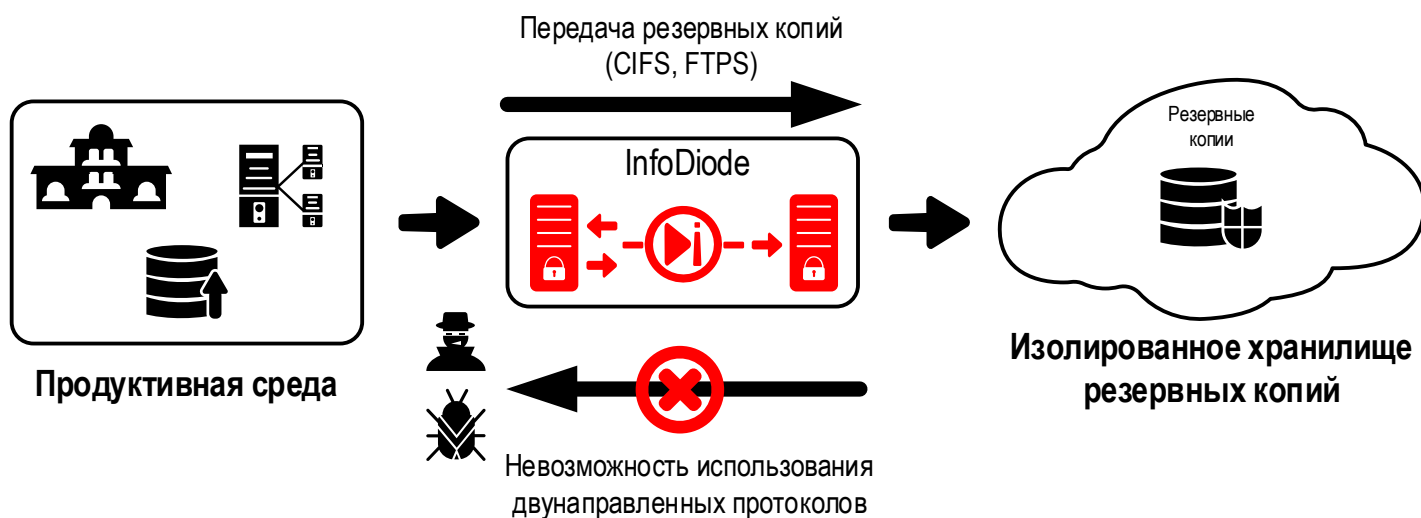 Передача резервных копий
(CIFS, FTPS)
InfoDiode
Резервные
копии
Продуктивная среда
Изолированное хранилище
резервных копий
Невозможность использования
двунаправленных протоколов